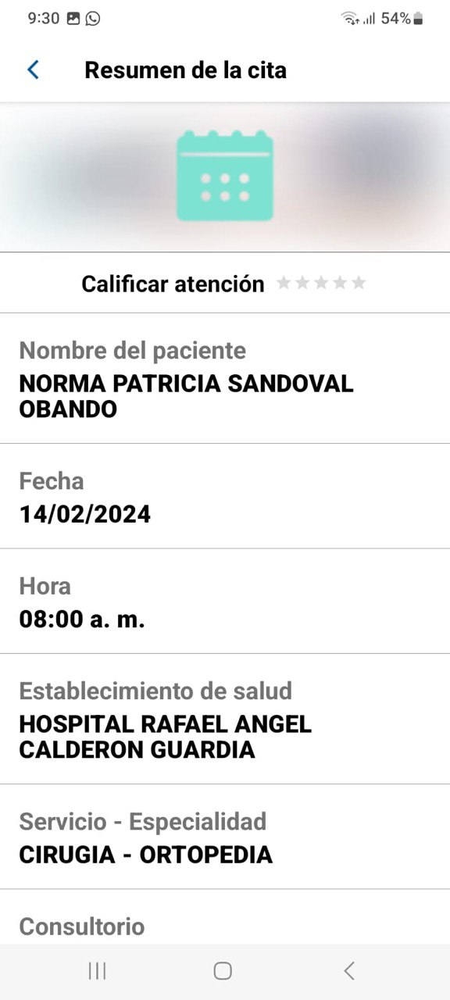 9:30 54%
Resumen de la cita
Calificar atención
Nombre del paciente
NORMA PATRICIA SANDOVAL
OBANDO
Fecha
14/02/2024
Hora
08:00 a. m.
Establecimiento de salud
HOSPITAL RAFAEL ANGEL
CALDERON GUARDIA
Servicio - Especialidad
CIRUGIA - ORTOPEDIA
Consultorio